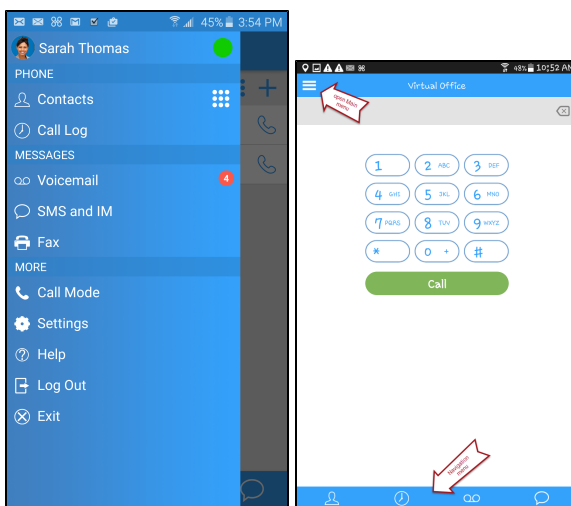 45% 3:54 PM
Sarah Thomas
PHONE
Contacts
Call Log
MESSAGES
Voicemail 4
SMS and IM
Fax
MORE
Call Mode
Settings
Help
Log Out
Exit
48% 10:52 AM
Virtual Office
open Main
menu
1 2 ABC 3 DEF
4 GHI 5 JKL 6 MNO
7 PQRS 8 TUV 9 WXYZ
* 0 + #
Call
Navigation
menu